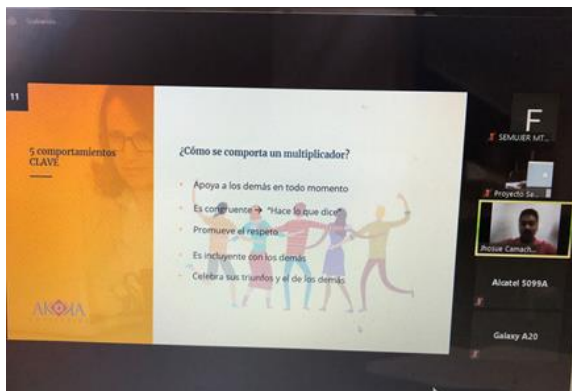 11
5 comportamientos
CLAVE
¿Cómo se comporta un multiplicador?
Apoya a los demás en todo momento
Es congruente → "Hace lo que dice"
Promueve el respeto
Es incluyente con los demás
Celebra sus triunfos y el de los demás
F
SEMUJER MT...
Proyecto Se...
Jhosue Camach...
Alcatel 5099A
Galaxy A20